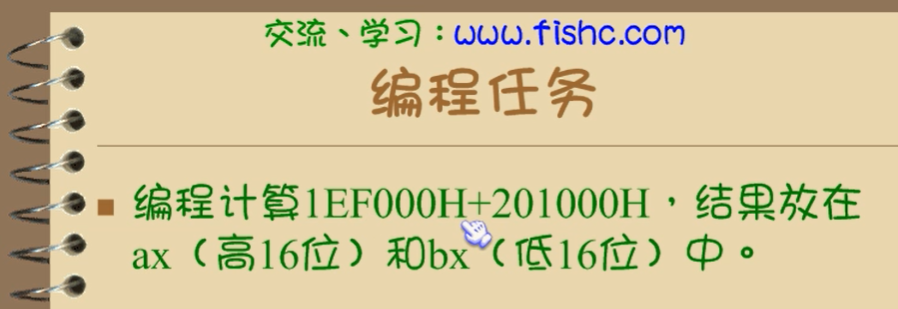 交流、学习：www.fishc.com
编程任务
编程计算1EF000H+201000H，结果放在
ax（高16位）和bx（低16位）中。